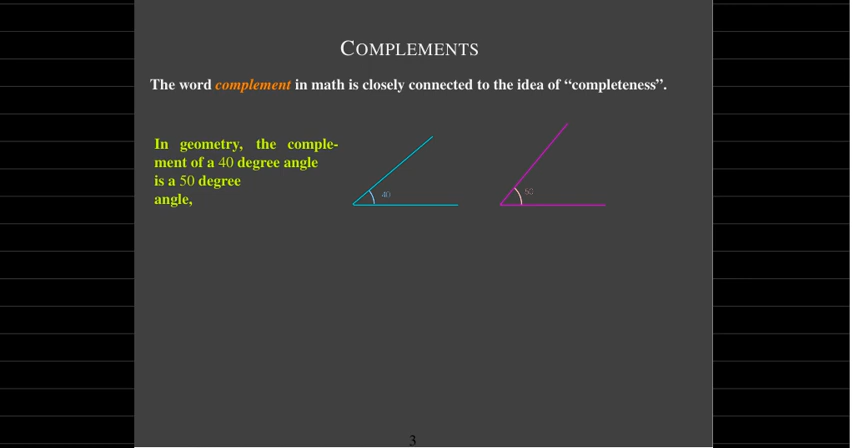 COMPLEMENTS
The word complement in math is closely connected to the idea of “completeness”.
In geometry, the comple-
ment of a 40 degree angle
is a 50 degree
angle,
40
50
3